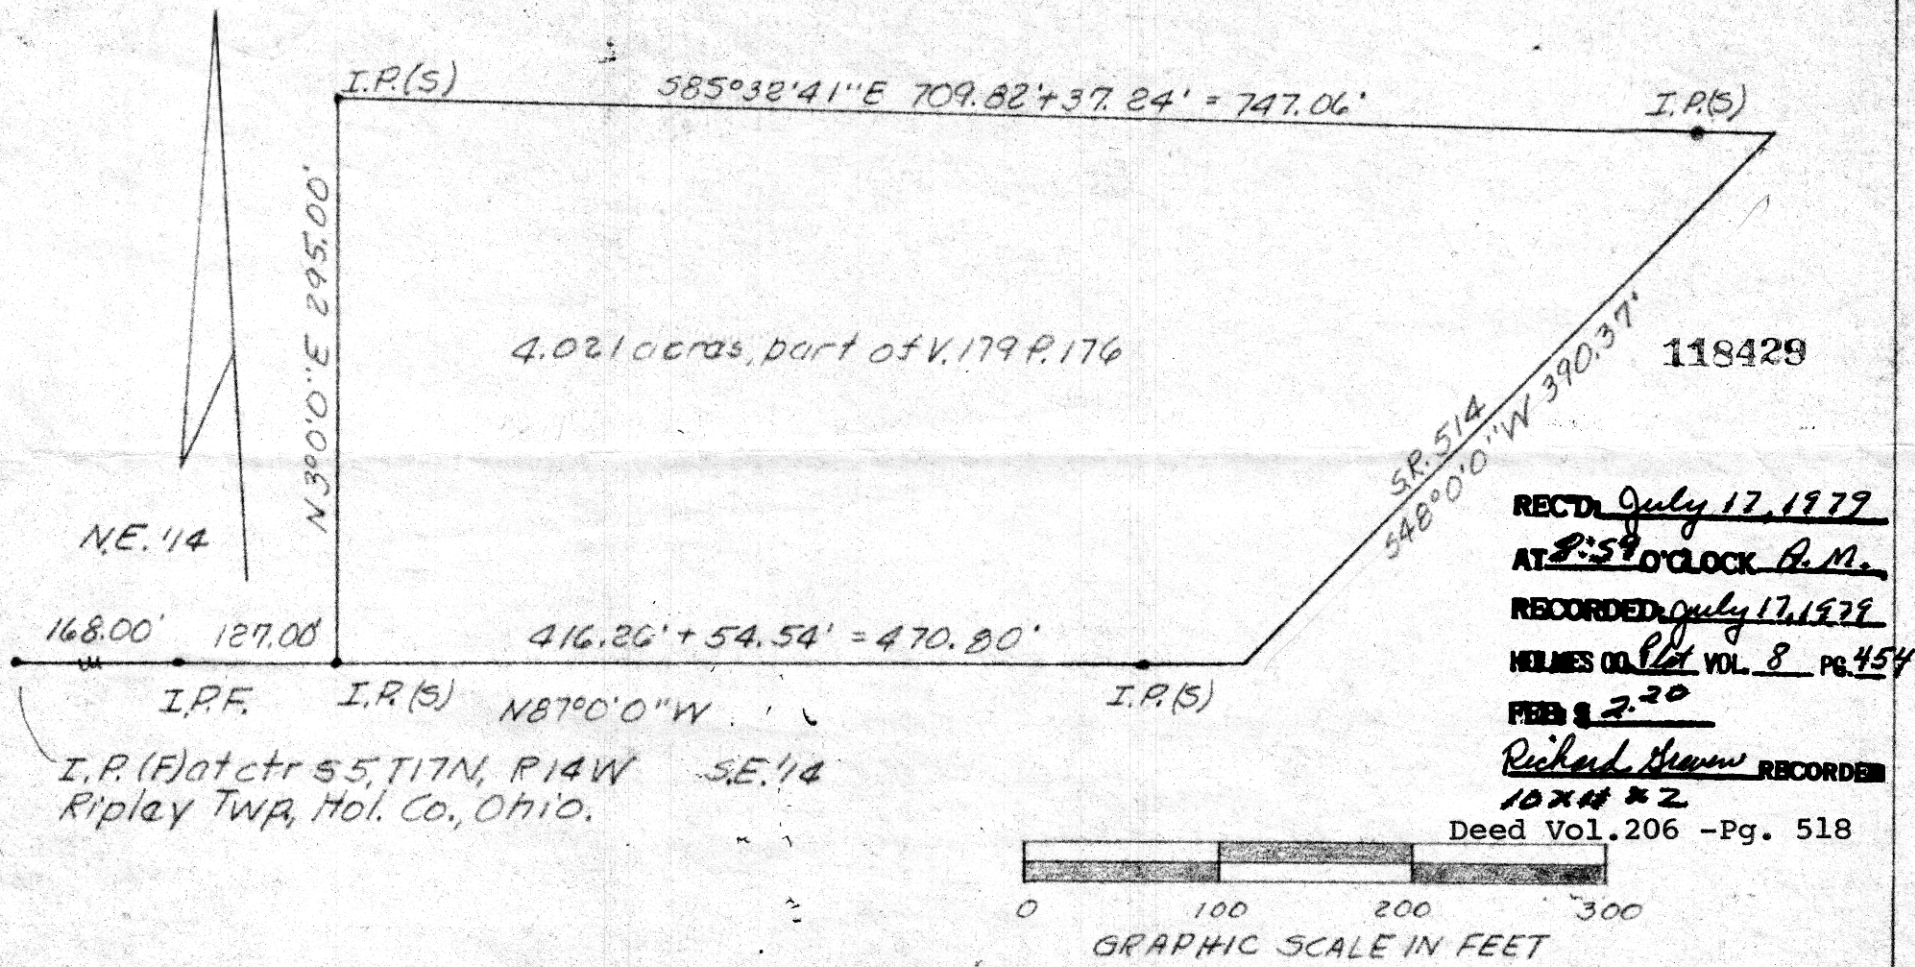 I.P.(S)
S85°32'41"E 709.82'+37.24' = 747.06'
I.P.(S)
N3°0'0"E 295.00'
4.021 acres, part of V.179 P.176
118429
S.R. 514
S48°0'0"W 390.37'
N.E. 1/4
168.00' 127.00'
416.26' + 54.54' = 470.80'
I.P.F.
I.P.(S)
N87°0'0"W
I.P.(S)
I.P.(F) at ctr S5, T17N, R14W
S.E. 1/4
Ripley Twp, Hol. Co., Ohio.
REC'D. July 17, 1979
AT 8:59 O'CLOCK A.M.
RECORDED July 17, 1979
HOLMES CO. Plat VOL. 8 PG. 454
FEE $ 2.20
Richard Graven RECORDER
Deed Vol.206 -Pg. 518
0 100 200 300
GRAPHIC SCALE IN FEET